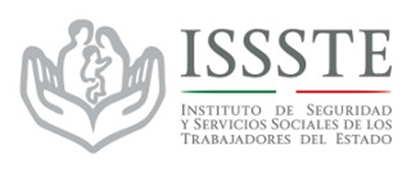 ISSSTE
INSTITUTO DE SEGURIDAD
Y SERVICIOS SOCIALES DE LOS
TRABAJADORES DEL ESTADO